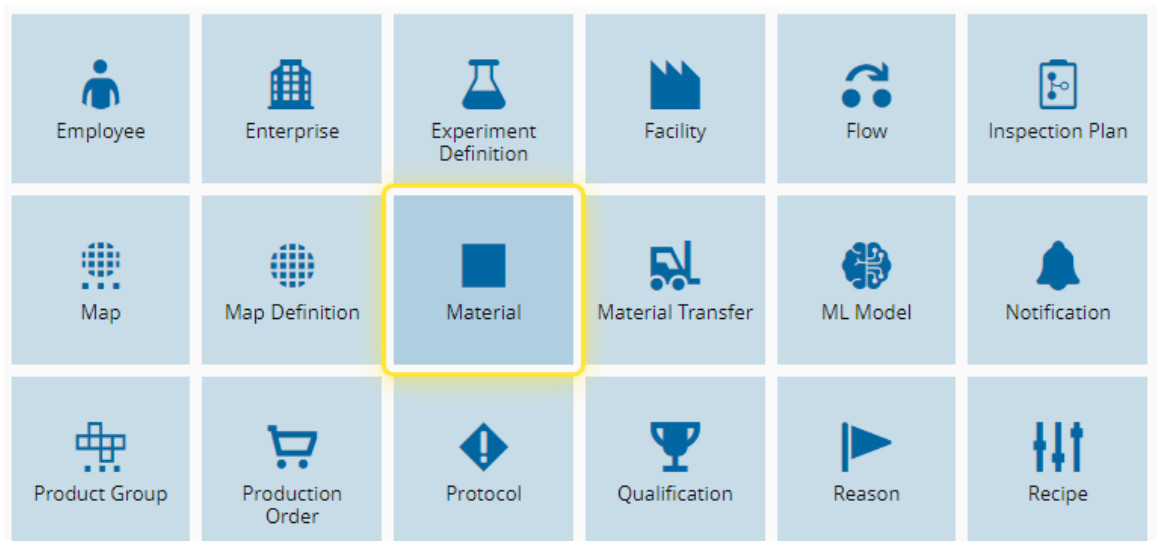 Employee
Enterprise
Experiment
Definition
Facility
Flow
Inspection Plan
Map
Map Definition
Material
Material Transfer
ML Model
Notification
Product Group
Production
Order
Protocol
Qualification
Reason
Recipe